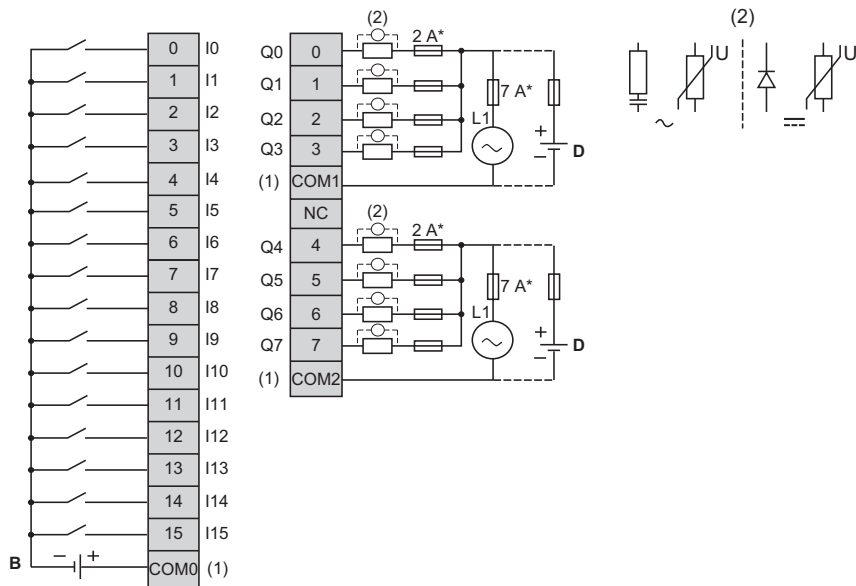 0 I0
1 I1
2 I2
3 I3
4 I4
5 I5
6 I6
7 I7
8 I8
9 I9
10 I10
11 I11
12 I12
13 I13
14 I14
15 I15
B − + COM0 (1)
(2) 2 A*
Q0 0
Q1 1
7 A*
Q2 2 L1
+
Q3 3
− D
(1) COM1
NC
(2) 2 A*
Q4 4
Q5 5
7 A*
Q6 6 L1
+
Q7 7
− D
(1) COM2
(2)
U U